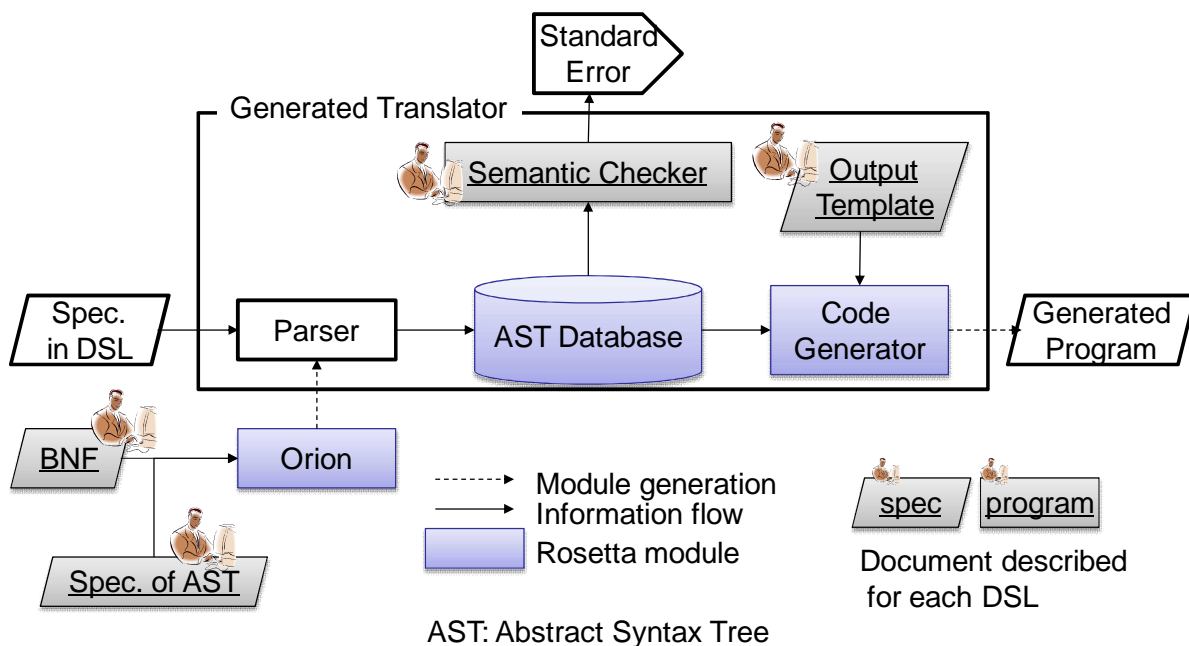 Standard
Error
Generated Translator
Semantic Checker
Output
Template
Spec.
in DSL
Parser
AST Database
Code
Generator
Generated
Program
BNF
Orion
Spec. of AST
Module generation
Information flow
Rosetta module
spec
program
Document described
for each DSL
AST: Abstract Syntax Tree